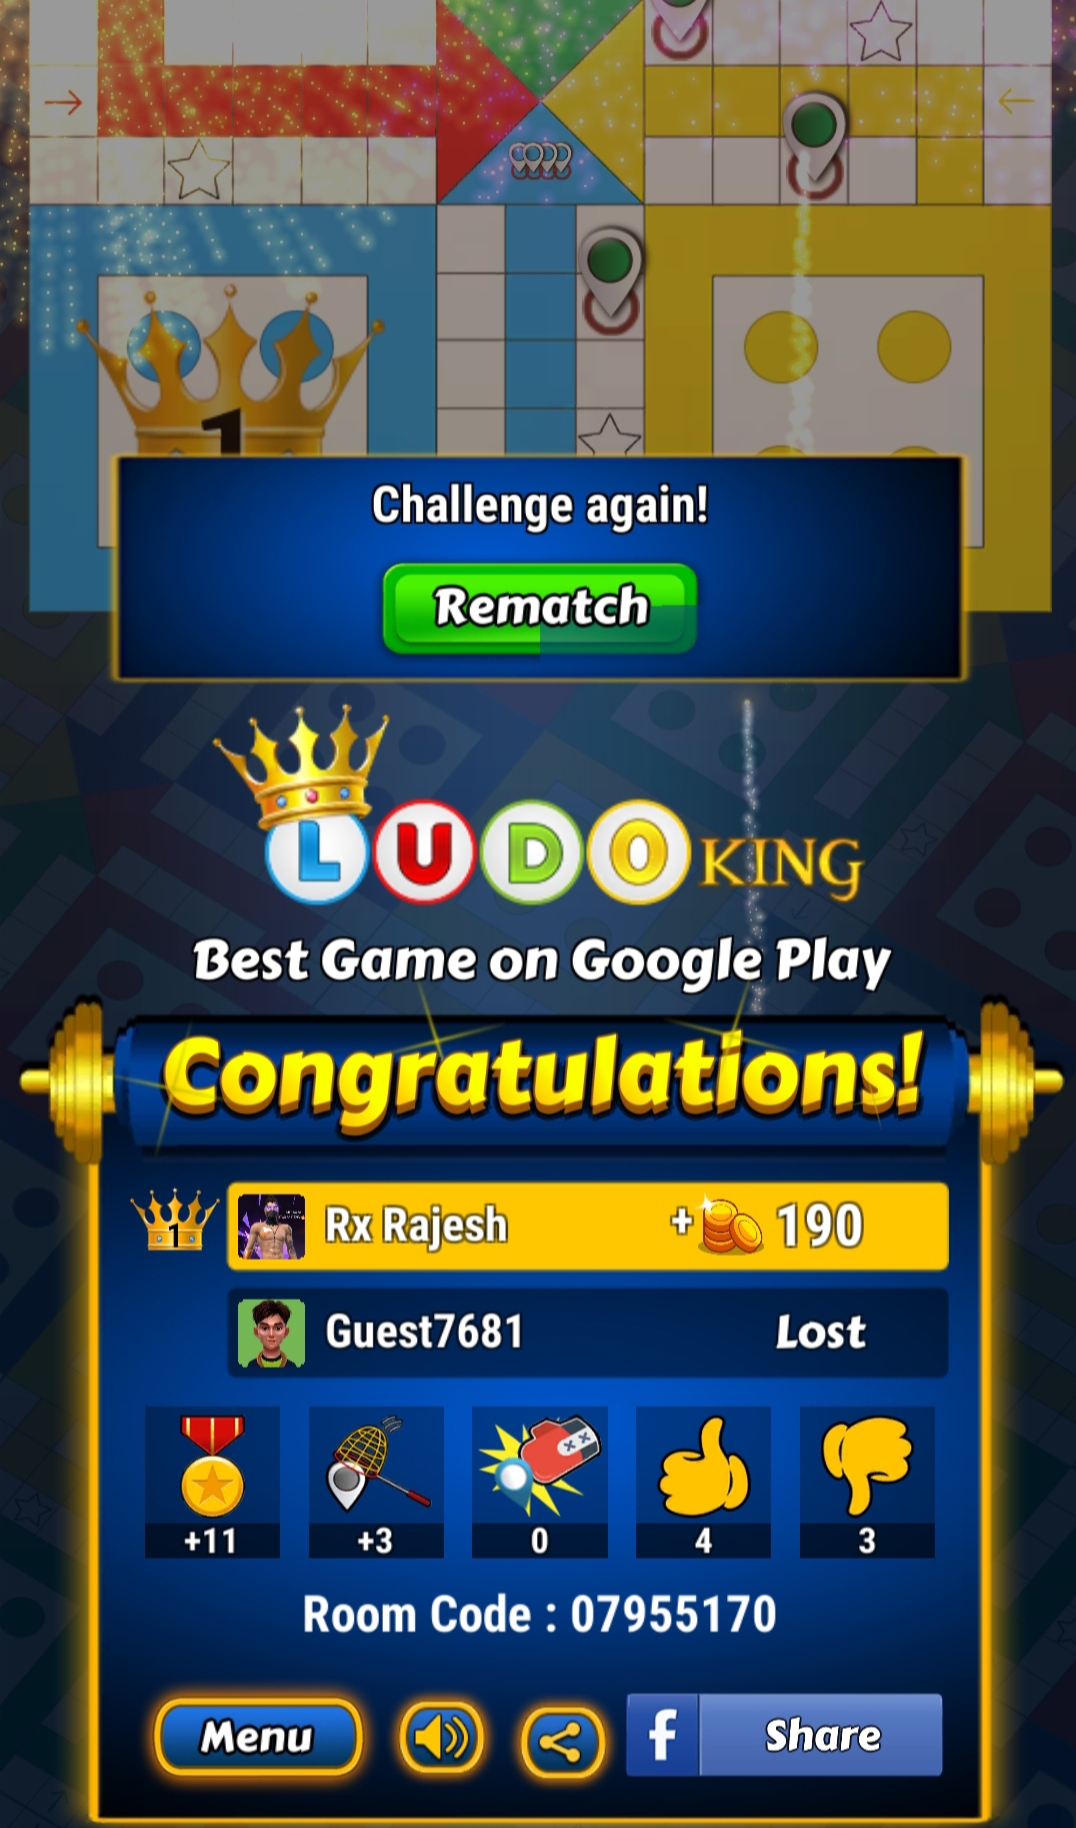 1
Challenge again!
Rematch
LUDO KING
Best Game on Google Play
Congratulations!
1 Rx Rajesh + 190
Guest7681 Lost
+11 +3 0 4 3
Room Code : 07955170
Menu f Share